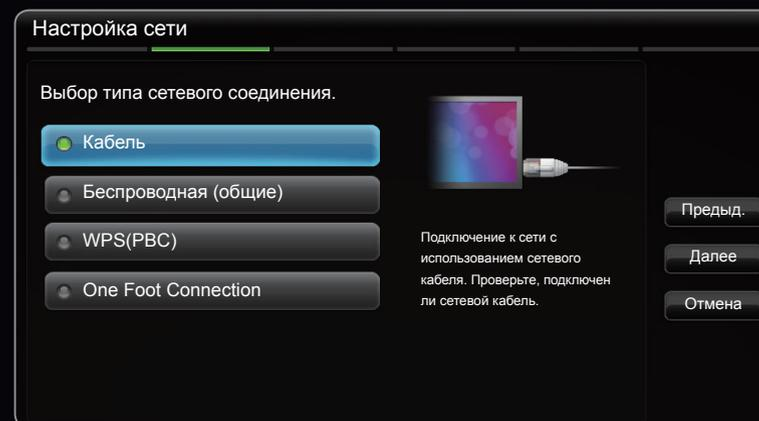 Настройка сети
Выбор типа сетевого соединения.
Кабель
Беспроводная (общие)
WPS(PBC)
One Foot Connection
Подключение к сети с
использованием сетевого
кабеля. Проверьте, подключен
ли сетевой кабель.
Предыд.
Далее
Отмена